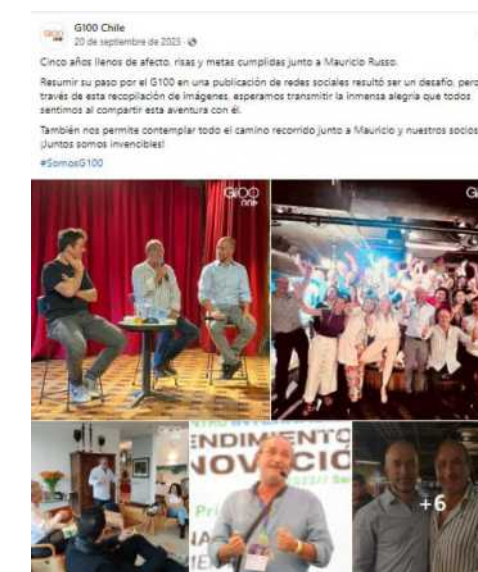 G100 Chile
20 de septiembre de 2023
Cinco años llenos de afecto, risas y metas cumplidas junto a Mauricio Russo.
Resumir su paso por el G100 en una publicación de redes sociales resultó ser un desafío, pero
través de esta recopilación de imágenes, esperamos transmitir la inmensa alegría que todos
sentimos al compartir esta aventura con él.
También nos permite contemplar todo el camino recorrido junto a Mauricio y nuestros socios
¡Juntos somos invencibles!
#SomosG100
G100
ENDIMIENTO
NOV CIÓ
+6